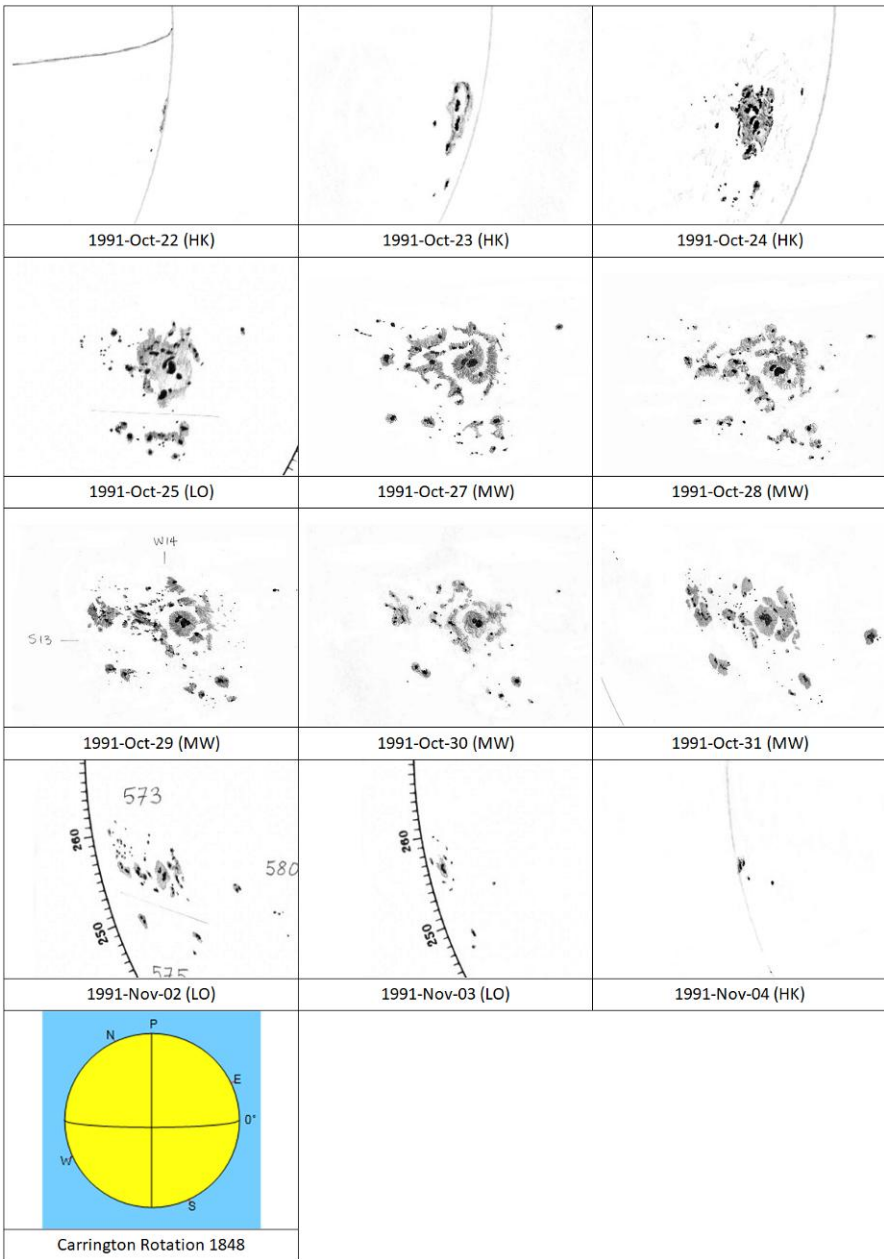 1991-Oct-22 (HK)
1991-Oct-23 (HK)
1991-Oct-24 (HK)
1991-Oct-25 (LO)
1991-Oct-27 (MW)
1991-Oct-28 (MW)
W14
S13
1991-Oct-29 (MW)
1991-Oct-30 (MW)
1991-Oct-31 (MW)
573
260
580
250
575
260
250
1991-Nov-02 (LO)
1991-Nov-03 (LO)
1991-Nov-04 (HK)
P
N
E
0°
W
S
Carrington Rotation 1848